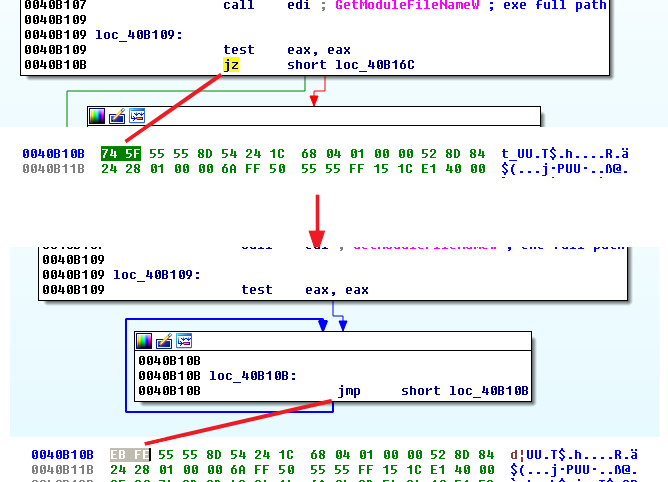 0040B107 call edi ; GetModuleFileNameW ; exe full path
0040B109
0040B109 loc_40B109:
0040B109 test eax, eax
0040B10B jz short loc_40B16C
0040B10B 74 5F 55 55 8D 54 24 1C 68 04 01 00 00 52 8D 84 t_UU.T$.h....R.ä
0040B11B 24 28 01 00 00 6A FF 50 55 55 FF 15 1C E1 40 00 $(...j·PUU·..ß@.
0040B109
0040B109 loc_40B109:
0040B109 test eax, eax
0040B10B
0040B10B loc_40B10B:
0040B10B jmp short loc_40B10B
0040B10B EB FE 55 55 8D 54 24 1C 68 04 01 00 00 52 8D 84 d¦UU.T$.h....R.ä
0040B11B 24 28 01 00 00 6A FF 50 55 55 FF 15 1C E1 40 00 $(...j·PUU·..ß@.